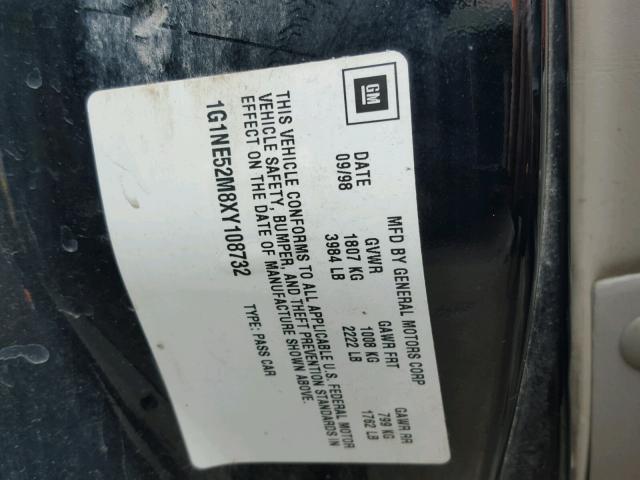 GM
MFD BY GENERAL MOTORS CORP
DATE GVWR GAWR FRT GAWR RR
09/98 1807 KG 1008 KG 799 KG
3984 LB 2222 LB 1762 LB
THIS VEHICLE CONFORMS TO ALL APPLICABLE U.S. FEDERAL MOTOR
VEHICLE SAFETY, BUMPER, AND THEFT PREVENTION STANDARDS IN
EFFECT ON THE DATE OF MANUFACTURE SHOWN ABOVE.
1G1NE52M8XY108732 TYPE: PASS CAR